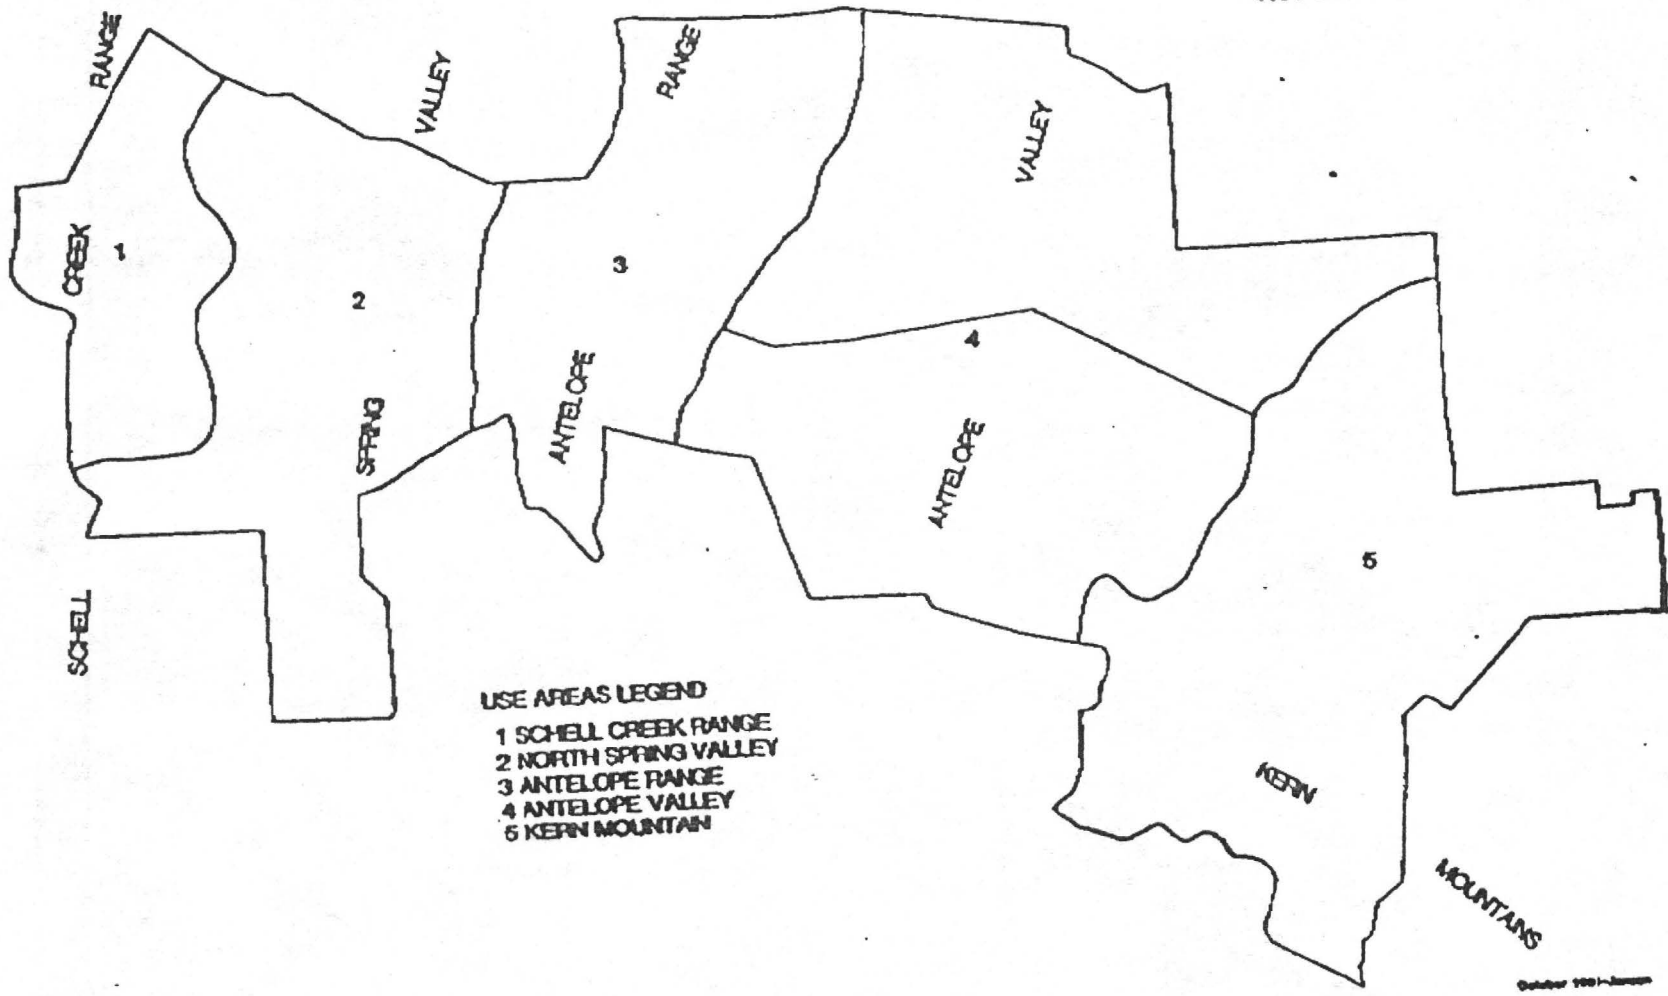 RANGE
VALLEY
RANGE
VALLEY
CREEK
1
2
3
4
ANTELOPE
SPRING
ANTELOPE
5
SCHELL
USE AREAS LEGEND
1 SCHELL CREEK RANGE
2 NORTH SPRING VALLEY
3 ANTELOPE RANGE
4 ANTELOPE VALLEY
5 KERN MOUNTAIN
KERN
MOUNTAINS
October